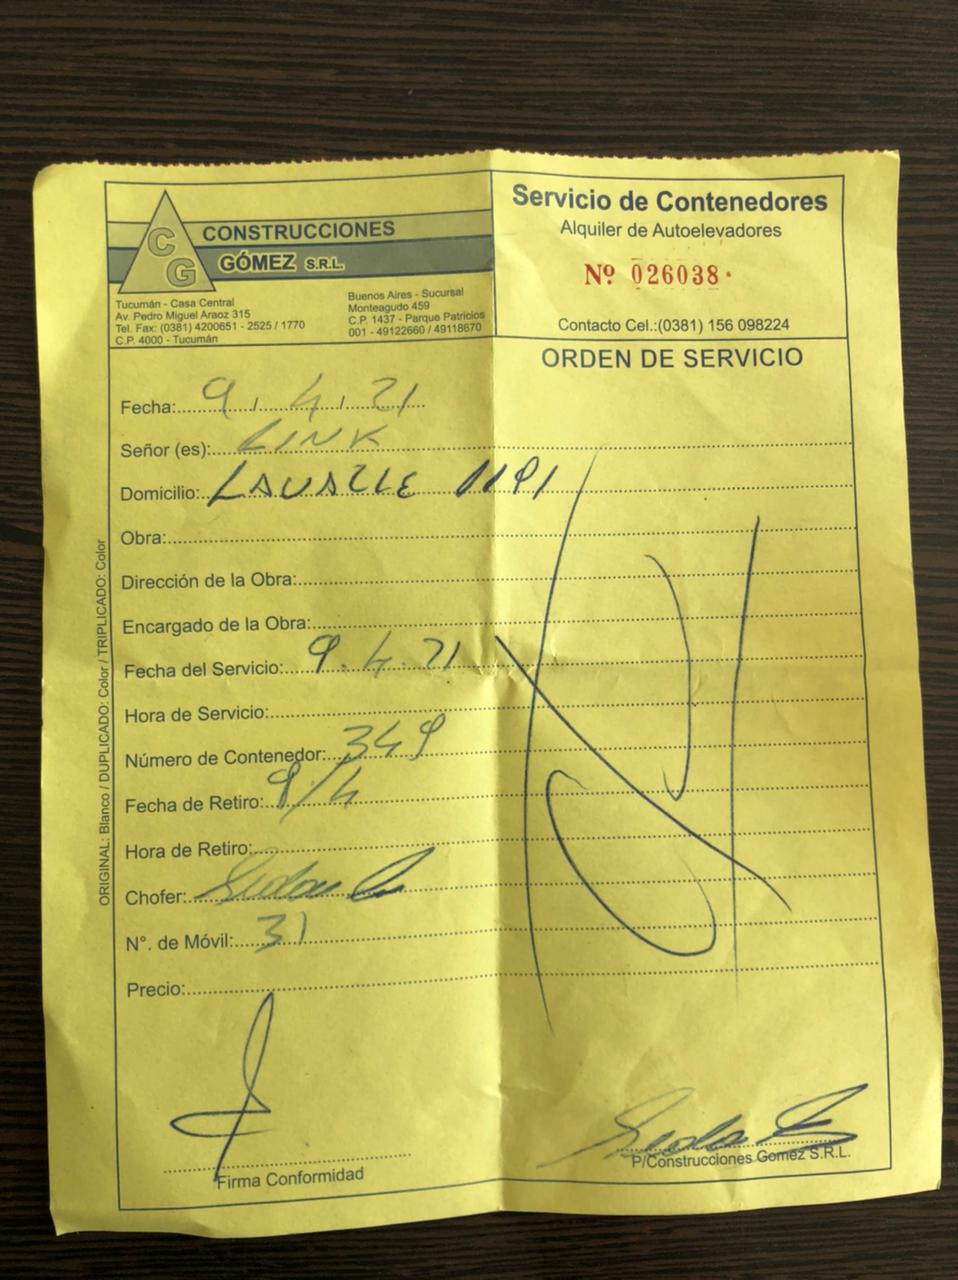 CG
CONSTRUCCIONES
GÓMEZ S.R.L.
Tucumán - Casa Central
Av. Pedro Miguel Araoz 315
Tel. Fax: (0381) 4200651 - 2525 / 1770
C.P. 4000 - Tucumán
Buenos Aires - Sucursal
Monteagudo 459
C.P. 1437 - Parque Patricios
001 - 49122660 / 49118670
Servicio de Contenedores
Alquiler de Autoelevadores
Nº 026038
Contacto Cel.:(0381) 156 098224
ORDEN DE SERVICIO
Fecha: 9 / 4 / 21
Señor (es): LINK
Domicilio: LAVALLE 1191
Obra:
Dirección de la Obra:
Encargado de la Obra:
Fecha del Servicio: 9.4.21
Hora de Servicio:
Número de Contenedor: 349
Fecha de Retiro: 9/4
Hora de Retiro:
Chofer:
N°. de Móvil: 31
Precio:
Firma Conformidad
P/Construcciones Gomez S.R.L.
ORIGINAL: Blanco / DUPLICADO: Color / TRIPLICADO: Color